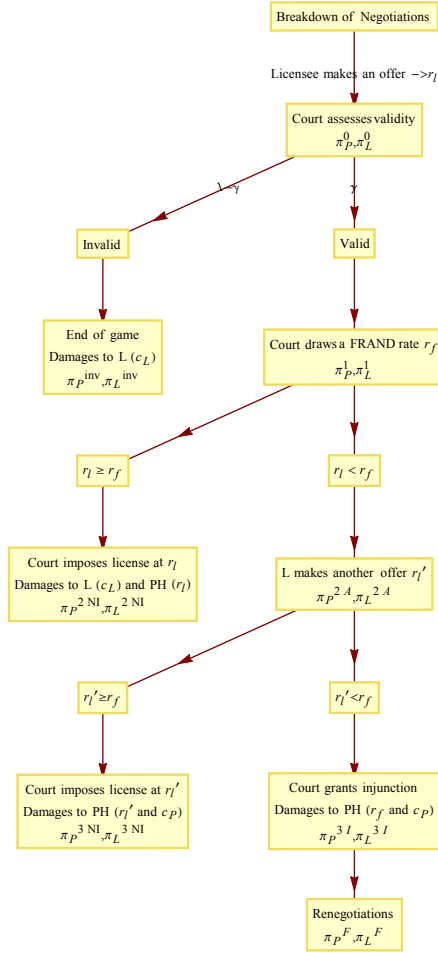 Breakdown of Negotiations
Licensee makes an offer ->r_l
Court assesses validity
π_P^0,π_L^0
1-γ
γ
Invalid
Valid
End of game
Damages to L (c_L)
π_P^inv,π_L^inv
Court draws a FRAND rate r_f
π_P^1,π_L^1
r_l ≥ r_f
r_l < r_f
Court imposes license at r_l
Damages to L (c_L) and PH (r_l)
π_P^2 NI,π_L^2 NI
L makes another offer r_l'
π_P^2 A,π_L^2 A
r_l'≥r_f
r_l'<r_f
Court imposes license at r_l'
Damages to PH (r_l' and c_P)
π_P^3 NI,π_L^3 NI
Court grants injunction
Damages to PH (r_f and c_P)
π_P^3 I,π_L^3 I
Renegotiations
π_P^F,π_L^F